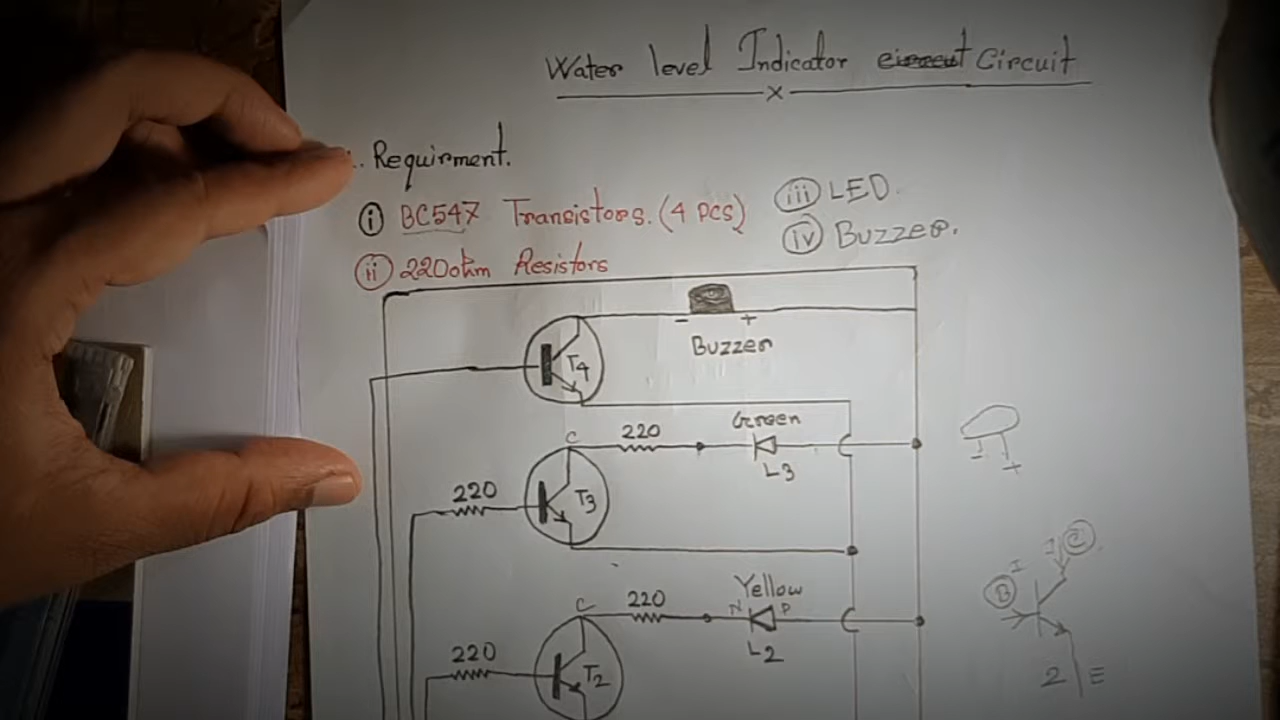 Water level Indicator Circuit
x
Requirment.
(i) BC547 Transistors. (4 pcs)
(ii) 220ohm Resistors
(iii) LED.
(iv) Buzzer.
- +
Buzzer
T4
Green
C 220
L3
220 T3
- +
Yellow
C 220 N P
L2
220 T2
I C
B I
2 E